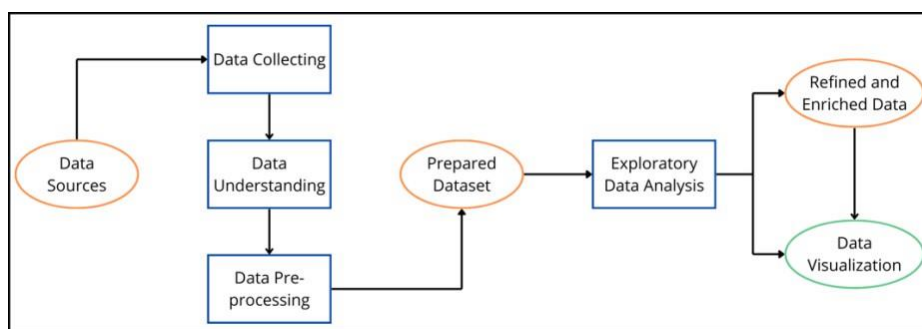 Data Collecting
Data
Sources
Data
Understanding
Data Pre-
processing
Prepared
Dataset
Exploratory
Data Analysis
Refined and
Enriched Data
Data
Visualization